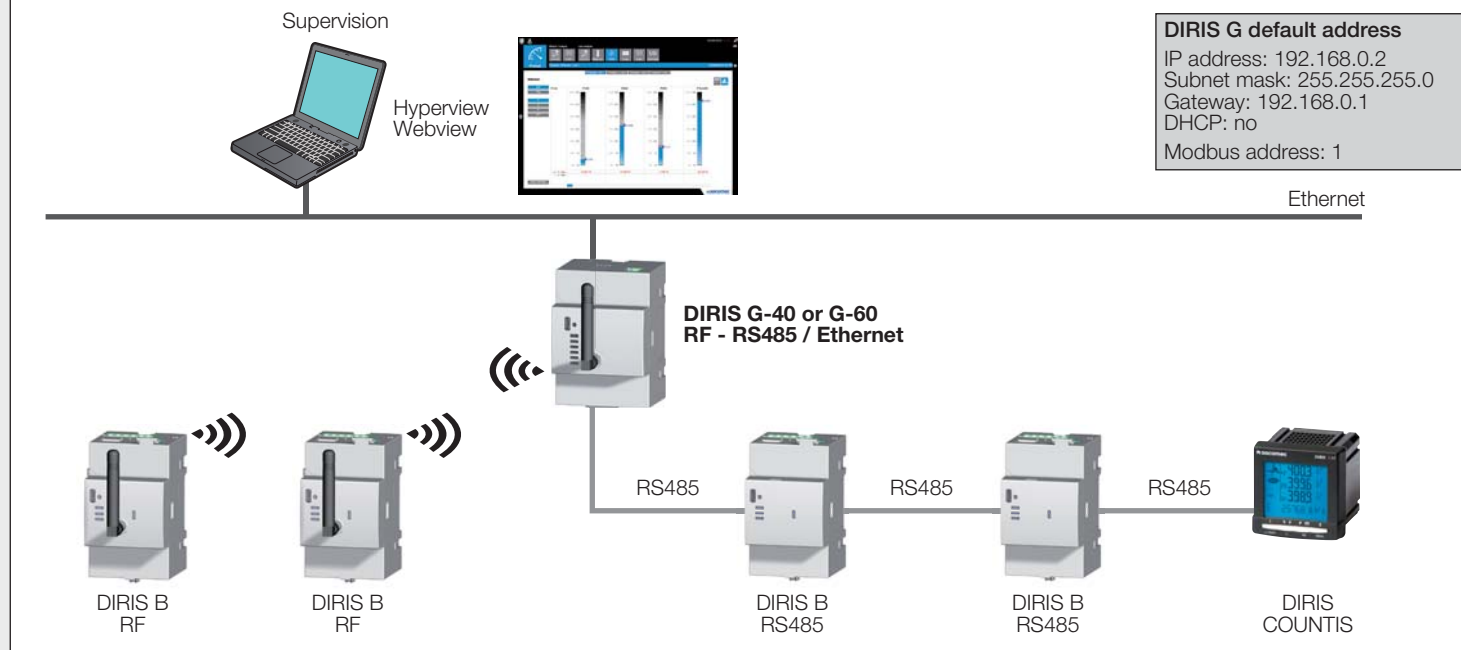 Supervision
Hyperview
Webview
DIRIS G default address
IP address: 192.168.0.2
Subnet mask: 255.255.255.0
Gateway: 192.168.0.1
DHCP: no
Modbus address: 1
Ethernet
DIRIS G-40 or G-60
RF - RS485 / Ethernet
RS485
RS485
RS485
DIRIS B
RF
DIRIS B
RF
DIRIS B
RS485
DIRIS B
RS485
DIRIS
COUNTIS